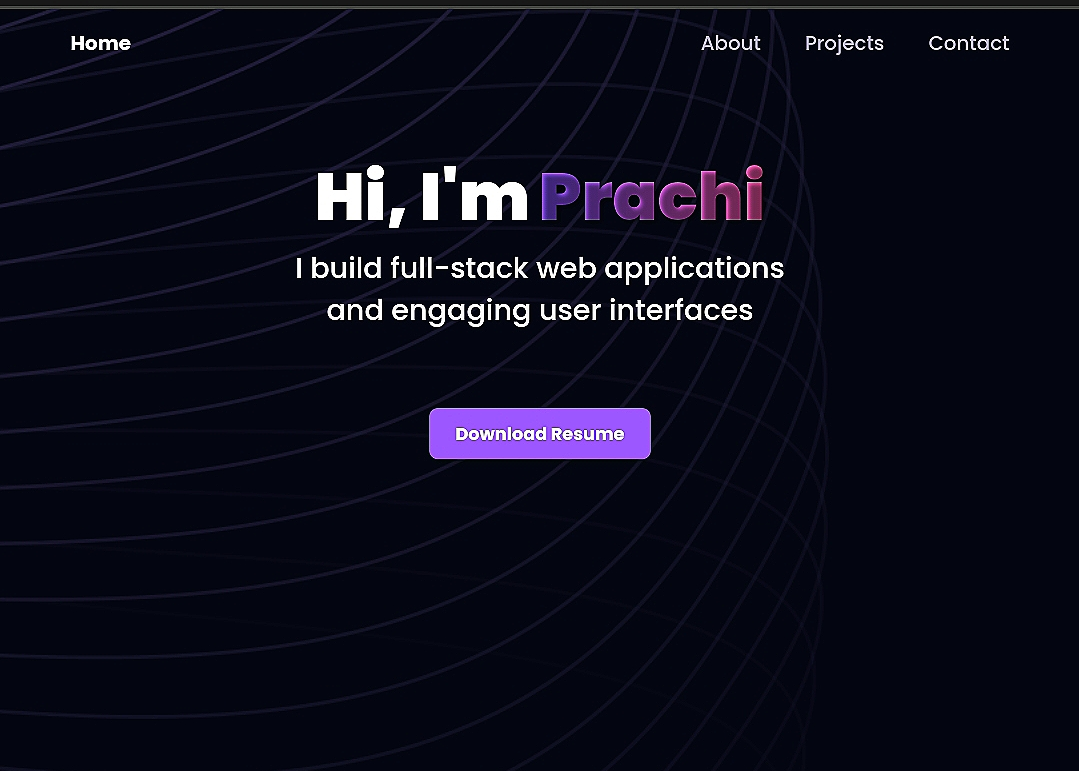 Home About Projects Contact
Hi, I'm Prachi
I build full-stack web applications
and engaging user interfaces
Download Resume